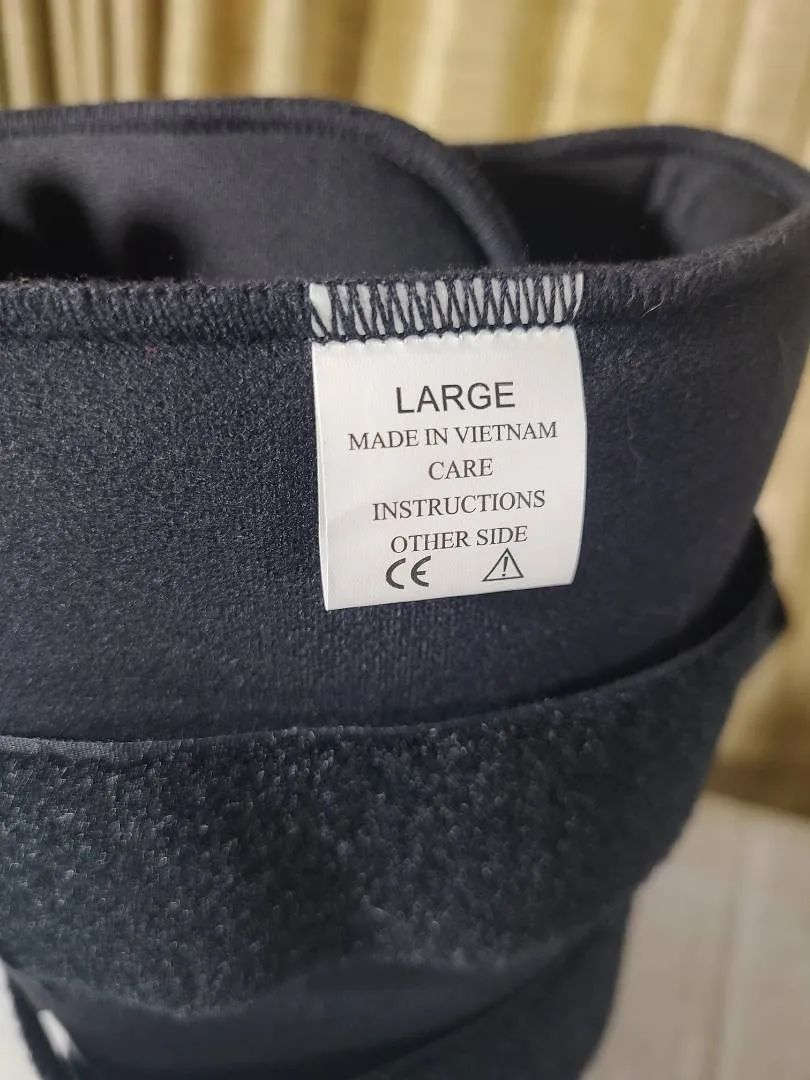 LARGE
MADE IN VIETNAM
CARE
INSTRUCTIONS
OTHER SIDE
CE